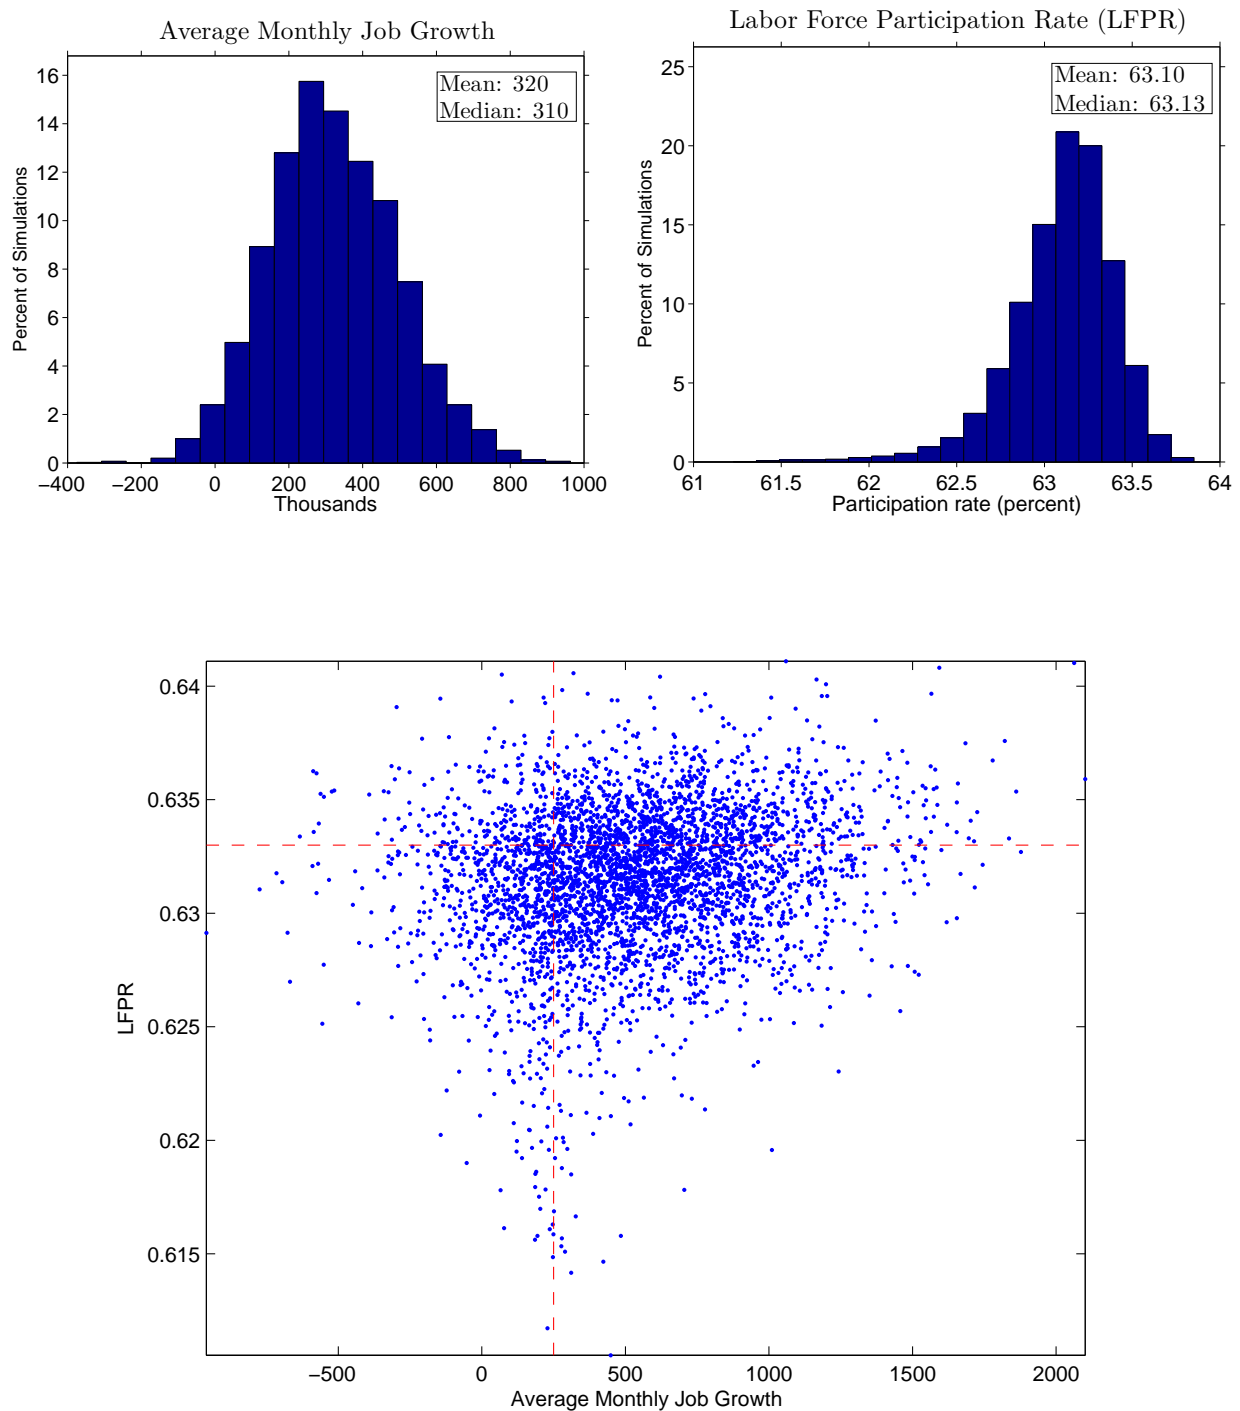 Average Monthly Job Growth
Mean: 320
Median: 310
Percent of Simulations
16
14
12
10
8
6
4
2
0
−400 −200 0 200 400 600 800 1000
Thousands
Labor Force Participation Rate (LFPR)
Mean: 63.10
Median: 63.13
Percent of Simulations
25
20
15
10
5
0
61 61.5 62 62.5 63 63.5 64
Participation rate (percent)
LFPR
0.64
0.635
0.63
0.625
0.62
0.615
−500 0 500 1000 1500 2000
Average Monthly Job Growth